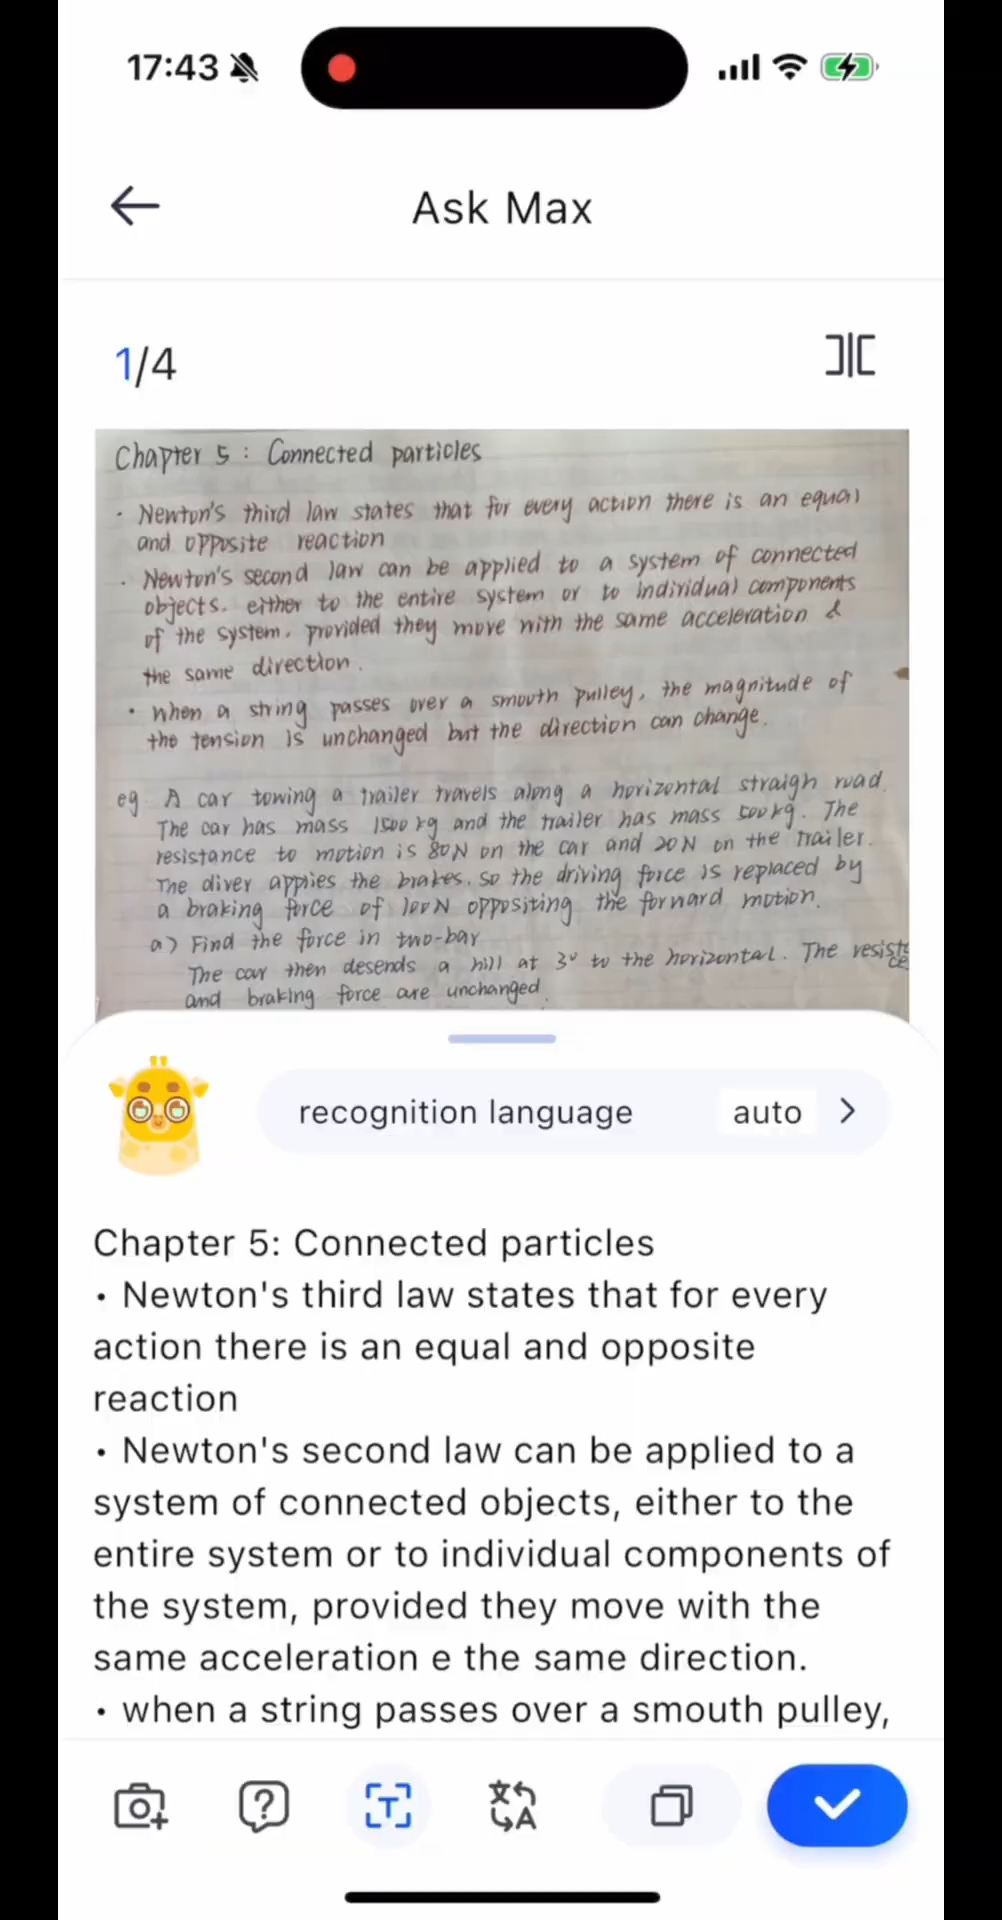 17:43
Ask Max
1/4
Chapter 5 : Connected particles
· Newton's third law states that for every action there is an equal
and opposite reaction
· Newton's second law can be applied to a system of connected
objects. either to the entire system or to individual components
of the system. provided they move with the same acceleration &
the same direction.
· when a string passes over a smouth pulley, the magnitude of
the tension is unchanged but the direction can change.
eg A car towing a trailer travels along a horizontal straigh road.
The car has mass 1500 kg and the trailer has mass 500 kg. The
resistance to motion is 80N on the car and 20N on the trailer.
The diver applies the brakes. so the driving force is replaced by
a braking force of 100N oppositing the forward motion.
a) Find the force in two-bar
The car then desends a hill at 3° to the horizontal. The resistance
and braking force are unchanged.
recognition language auto
Chapter 5: Connected particles
· Newton's third law states that for every
action there is an equal and opposite
reaction
· Newton's second law can be applied to a
system of connected objects, either to the
entire system or to individual components of
the system, provided they move with the
same acceleration e the same direction.
· when a string passes over a smouth pulley,